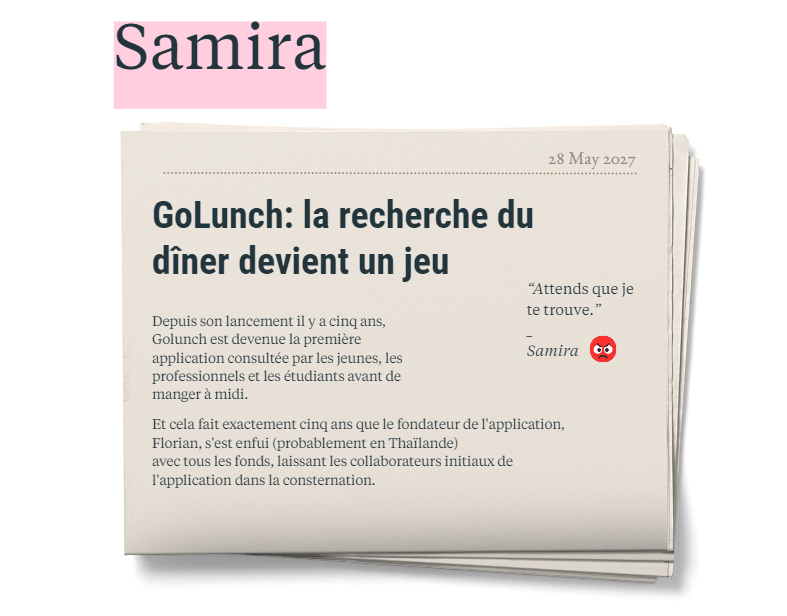 Samira
28 May 2027
GoLunch: la recherche du
dîner devient un jeu
“Attends que je
te trouve.”
–
Samira
Depuis son lancement il y a cinq ans,
Golunch est devenue la première
application consultée par les jeunes, les
professionnels et les étudiants avant de
manger à midi.
Et cela fait exactement cinq ans que le fondateur de l'application,
Florian, s'est enfui (probablement en Thaïlande)
avec tous les fonds, laissant les collaborateurs initiaux de
l'application dans la consternation.